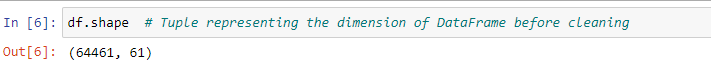 In [6]: df.shape  # Tuple representing the dimension of DataFrame before cleaning
Out[6]: (64461, 61)